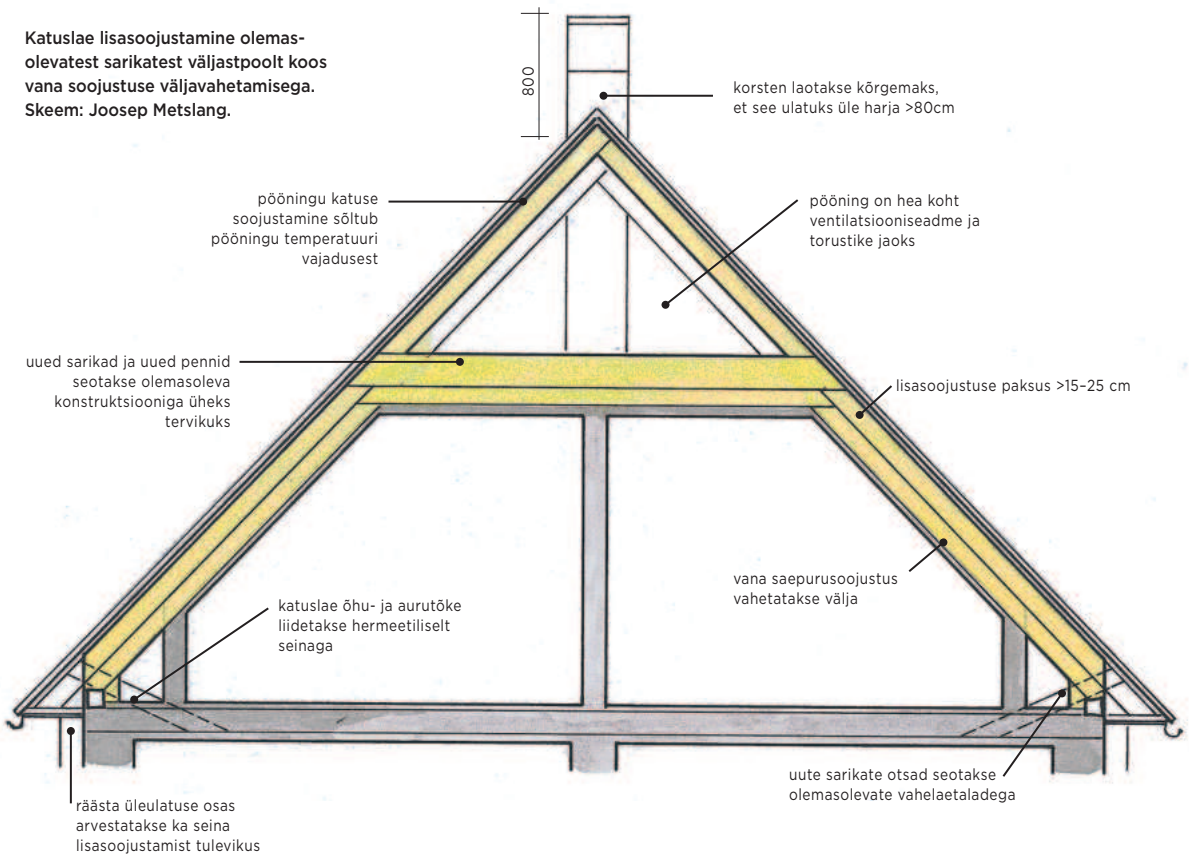 Katuslae lisasoojustamine olemas-
olevatest sarikatest väljastpoolt koos
vana soojustuse väljavahetamisega.
Skeem: Joosep Metslang.
800
korsten laotakse kõrgemaks,
et see ulatuks üle harja >80cm
pööningu katuse
soojustamine sõltub
pööningu temperatuuri
vajadusest
pööning on hea koht
ventilatsiooniseadme ja
torustike jaoks
uued sarikad ja uued pennid
seotakse olemasoleva
konstruktsiooniga üheks
tervikuks
lisasoojustuse paksus >15–25 cm
vana saepurusoojustus
vahetatakse välja
katuslae õhu- ja aurutõke
liidetakse hermeetiliselt
seinaga
uute sarikate otsad seotakse
olemasolevate vahelaetaladega
räästa üleulatuse osas
arvestatakse ka seina
lisasoojustamist tulevikus